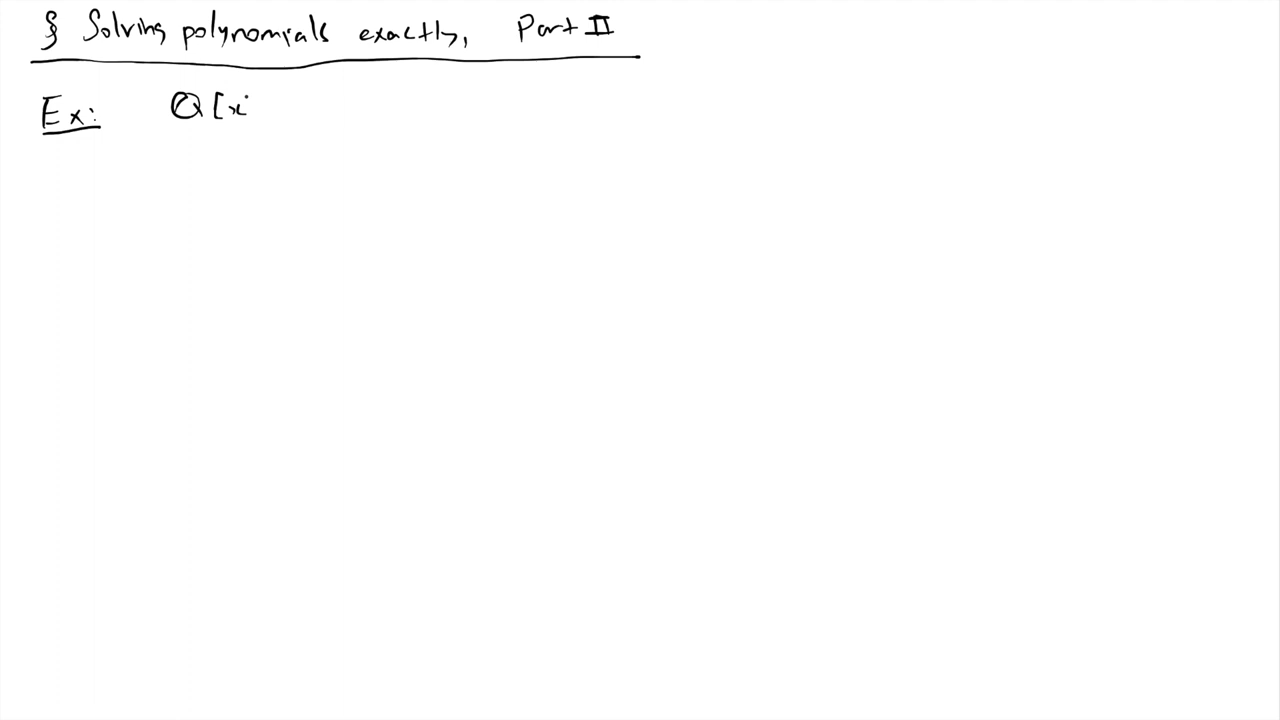 § Solving polynomials exactly, Part II
Ex: ℚ[x